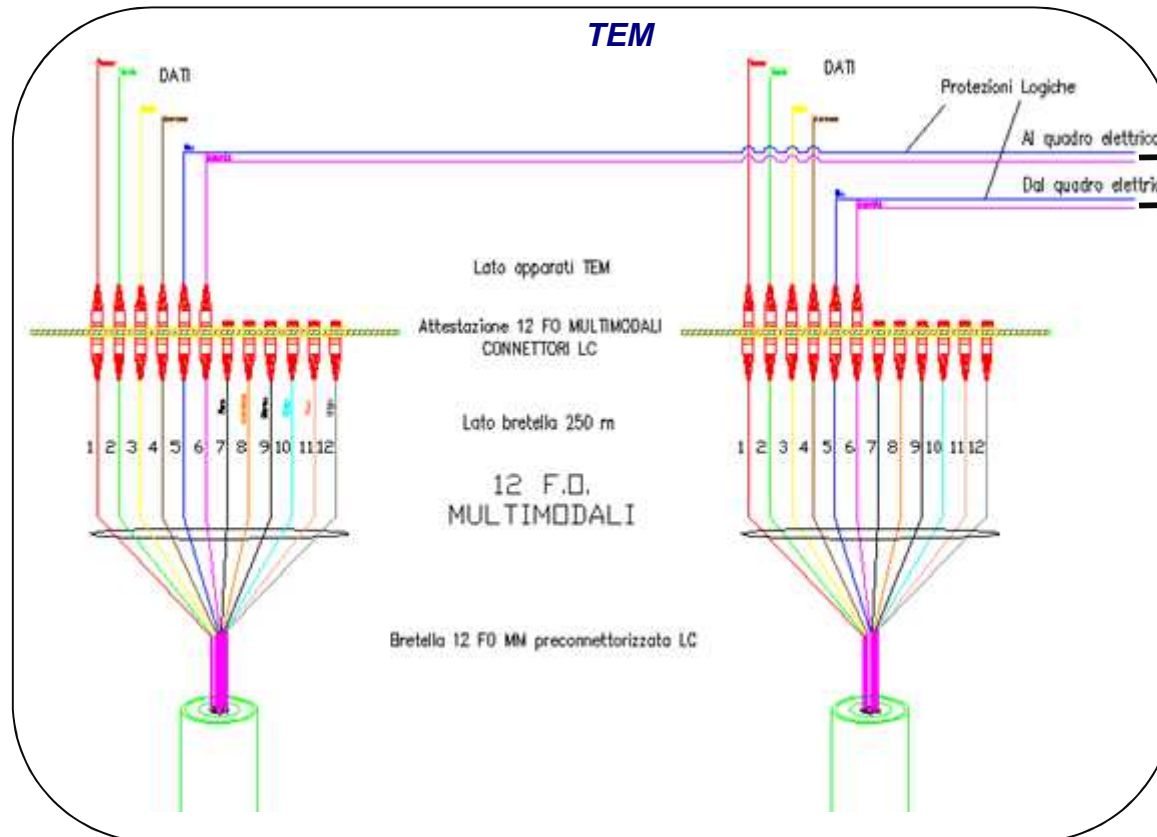 TEM
DATI
DATI
Protezioni Logiche
Al quadro elettrico
Dal quadro elettric
Lato apparati TEM
Attestazione 12 FO MULTIMODALI
CONNETTORI LC
Lato bretella 250 m
1 2 3 4 5 6 7 8 9 10 11 12
1 2 3 4 5 6 7 8 9 10 11 12
12 F.O.
MULTIMODALI
Bretella 12 FO MM preconnettorizzato LC